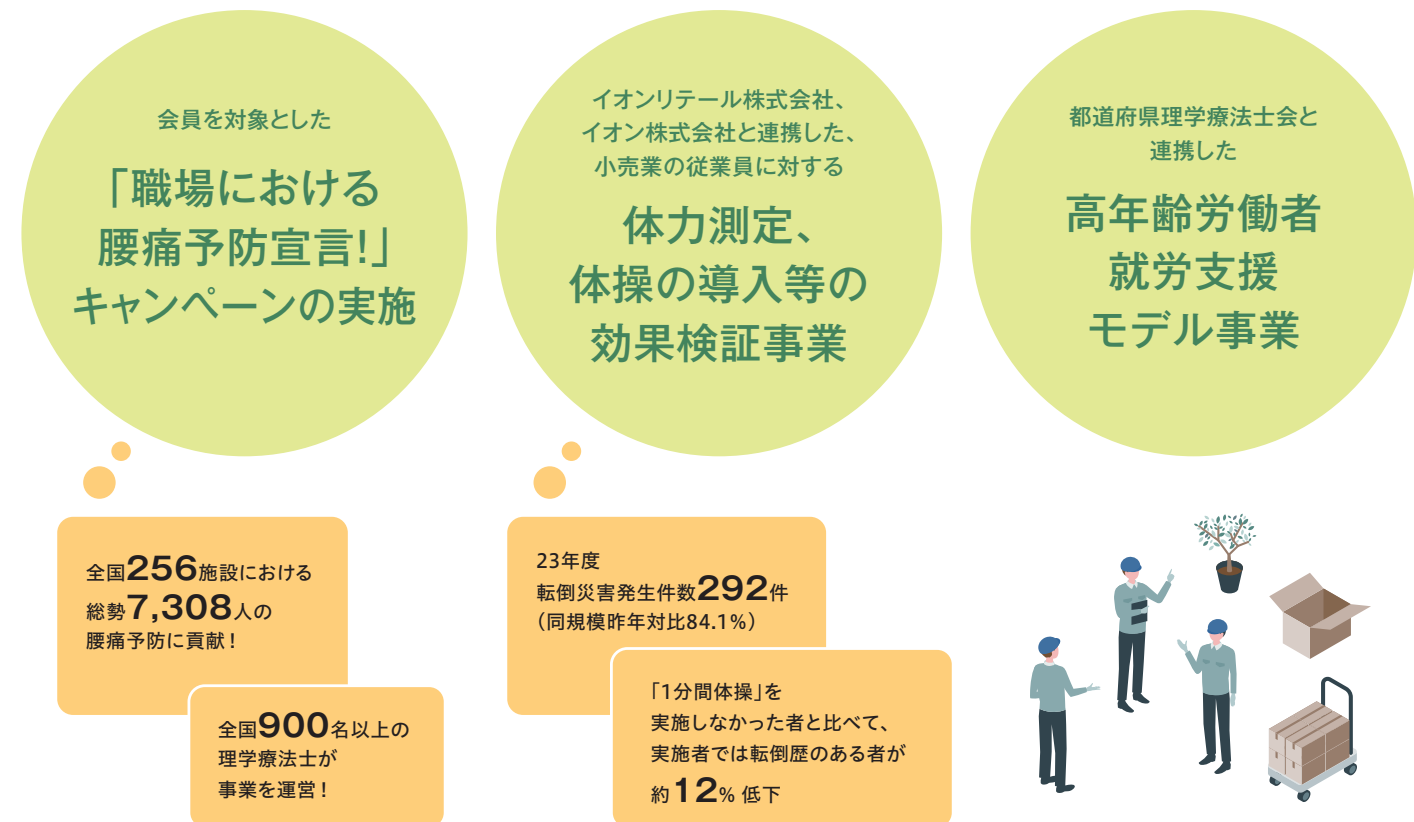 会員を対象とした
「職場における
腰痛予防宣言!」
キャンペーンの実施
全国256施設における
総勢7,308人の
腰痛予防に貢献！
全国900名以上の
理学療法士が
事業を運営！
イオンリテール株式会社、
イオン株式会社と連携した、
小売業の従業員に対する
体力測定、
体操の導入等の
効果検証事業
23年度
転倒災害発生件数292件
（同規模昨年対比84.1%）
「1分間体操」を
実施しなかった者と比べて、
実施者では転倒歴のある者が
約12% 低下
都道府県理学療法士会と
連携した
高年齢労働者
就労支援
モデル事業